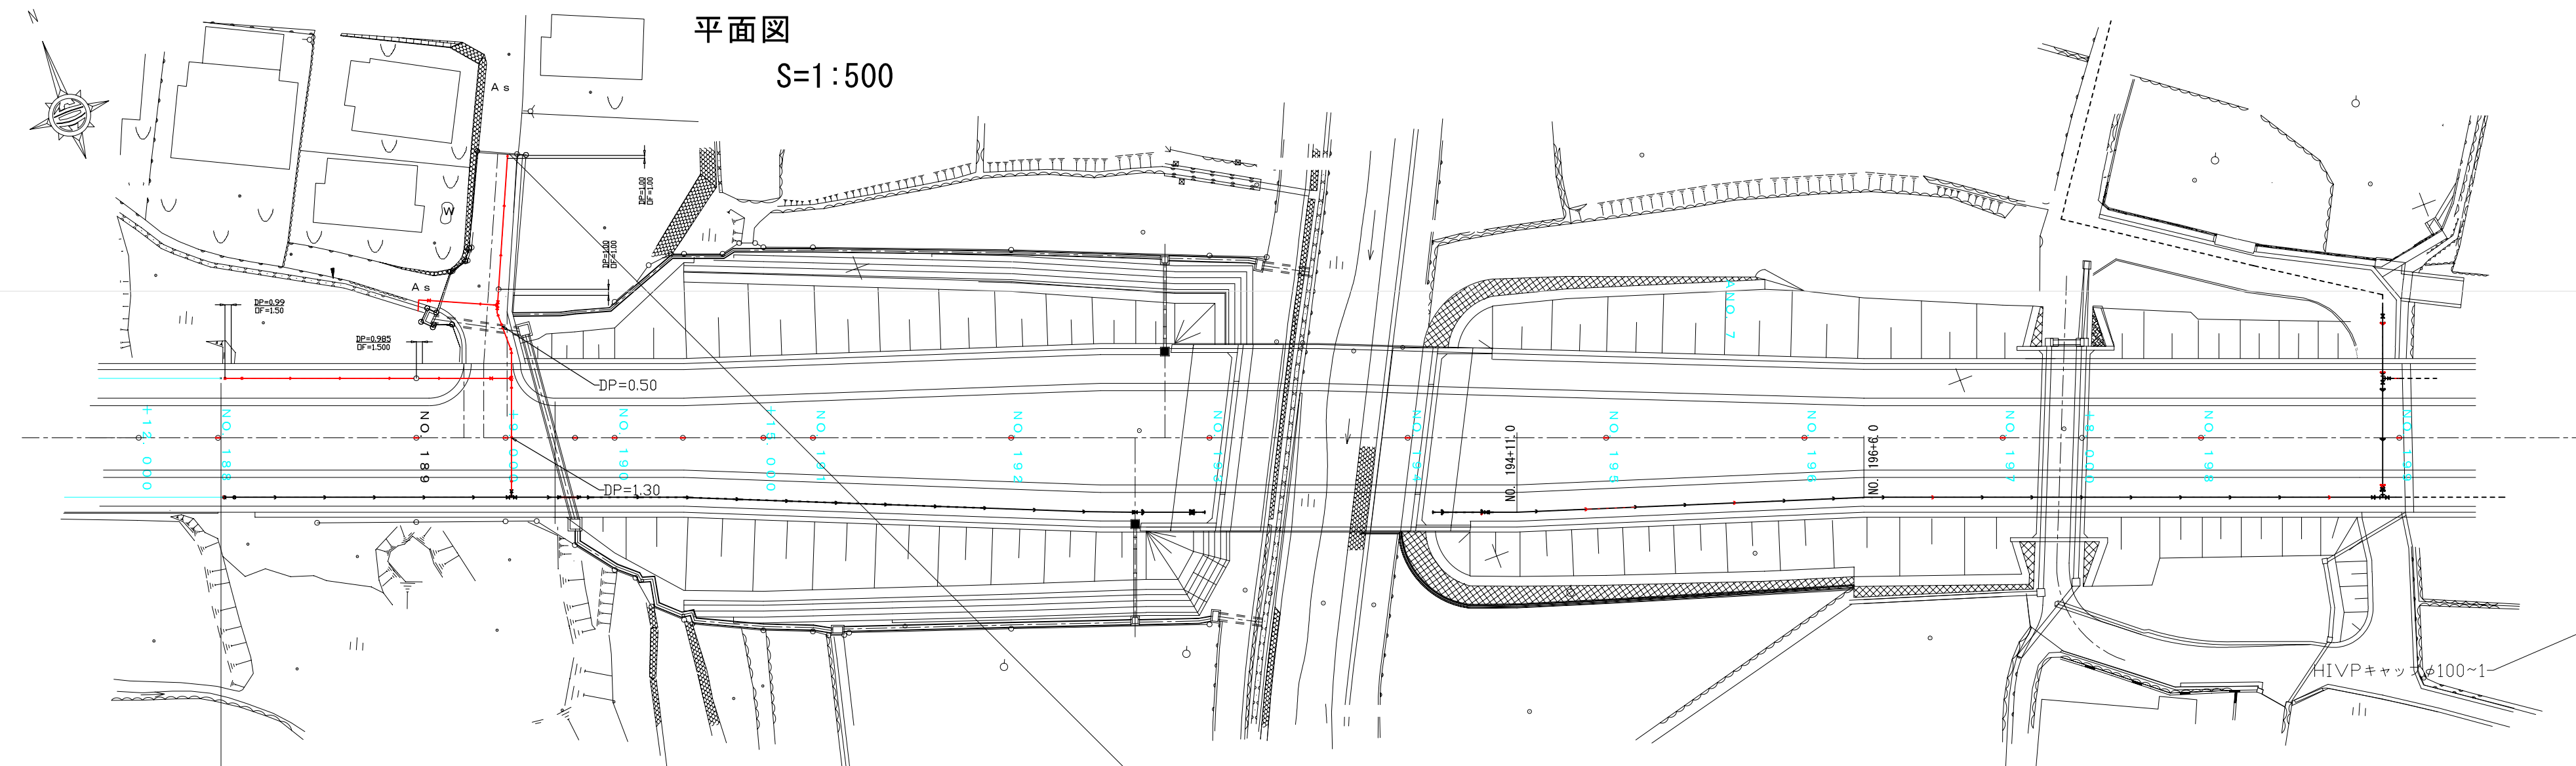 平面図
S=1:500
N
As
W
As
DP=1.00
DF=1.00
DP=1.00
DF=1.00
DP=0.99
DF=1.50
DP=0.985
DF=1.500
DP=0.50
DP=1.30
+12.000
NO. 188
NO. 189
+9.000
NO. 190
+15.000
NO. 191
NO. 192
NO. 193
NO. 194
NO. 194+11.0
NO. 195
NO. 196
NO. 196+6.0
NO. 197
+8.000
NO. 198
NO. 199
A NO. 7
HIVPキャップφ100~1